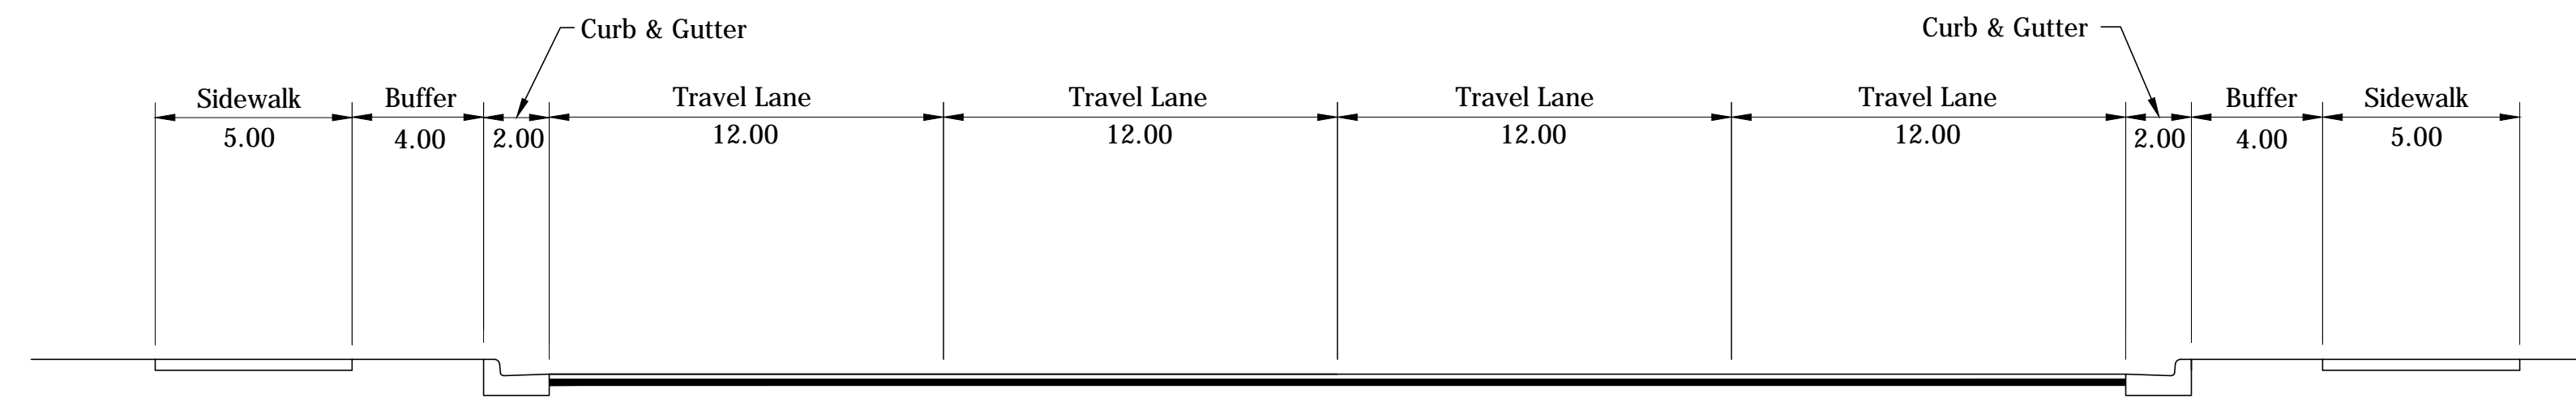 Curb & Gutter
Curb & Gutter
Sidewalk
Buffer
Travel Lane
Travel Lane
Travel Lane
Travel Lane
Buffer
Sidewalk
5.00
4.00
2.00
12.00
12.00
12.00
12.00
2.00
4.00
5.00